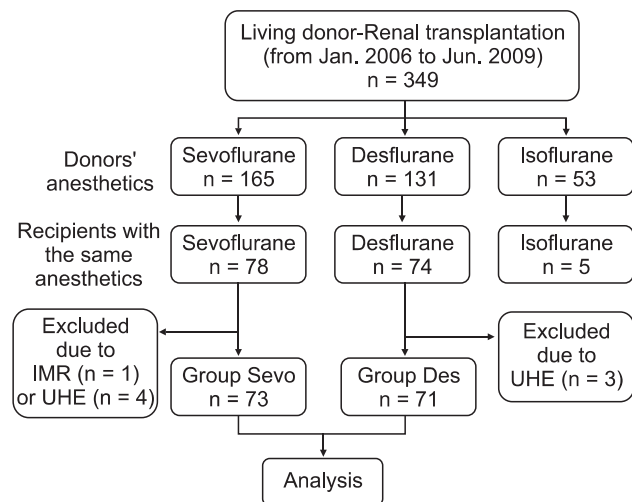 Living donor-Renal transplantation
(from Jan. 2006 to Jun. 2009)
n = 349
Donors'
anesthetics
Sevoflurane
n = 165
Desflurane
n = 131
Isoflurane
n = 53
Recipients with
the same
anesthetics
Sevoflurane
n = 78
Desflurane
n = 74
Isoflurane
n = 5
Excluded
due to
IMR (n = 1)
or UHE (n = 4)
Group Sevo
n = 73
Group Des
n = 71
Excluded
due to
UHE (n = 3)
Analysis